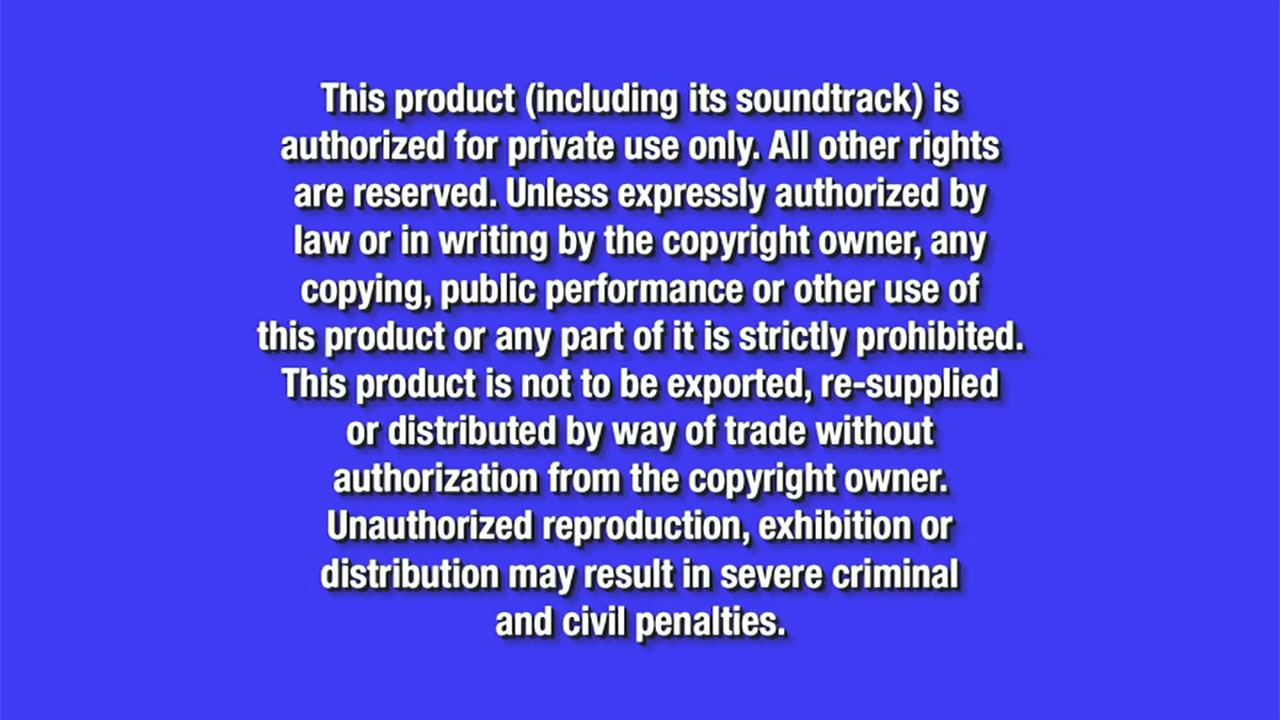 This product (including its soundtrack) is
authorized for private use only. All other rights
are reserved. Unless expressly authorized by
law or in writing by the copyright owner, any
copying, public performance or other use of
this product or any part of it is strictly prohibited.
This product is not to be exported, re-supplied
or distributed by way of trade without
authorization from the copyright owner.
Unauthorized reproduction, exhibition or
distribution may result in severe criminal
and civil penalties.